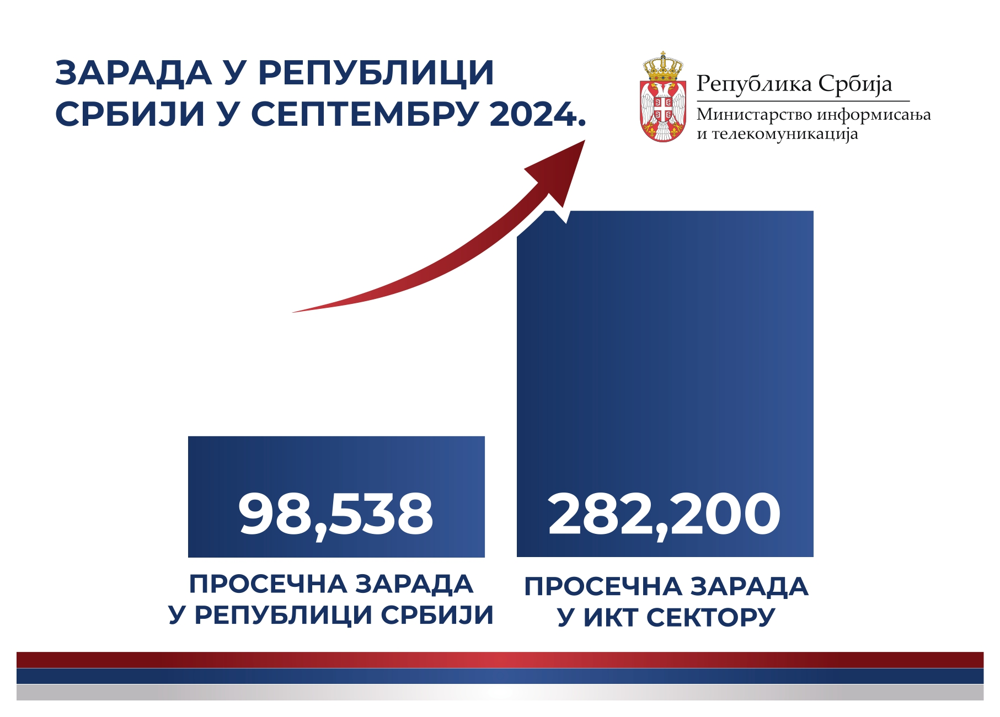 ЗАРАДА У РЕПУБЛИЦИ
СРБИЈИ У СЕПТЕМБРУ 2024.
Република Србија
Министарство информисања
и телекомуникација
98,538
282,200
ПРОСЕЧНА ЗАРАДА
У РЕПУБЛИЦИ СРБИЈИ
ПРОСЕЧНА ЗАРАДА
У ИКТ СЕКТОРУ